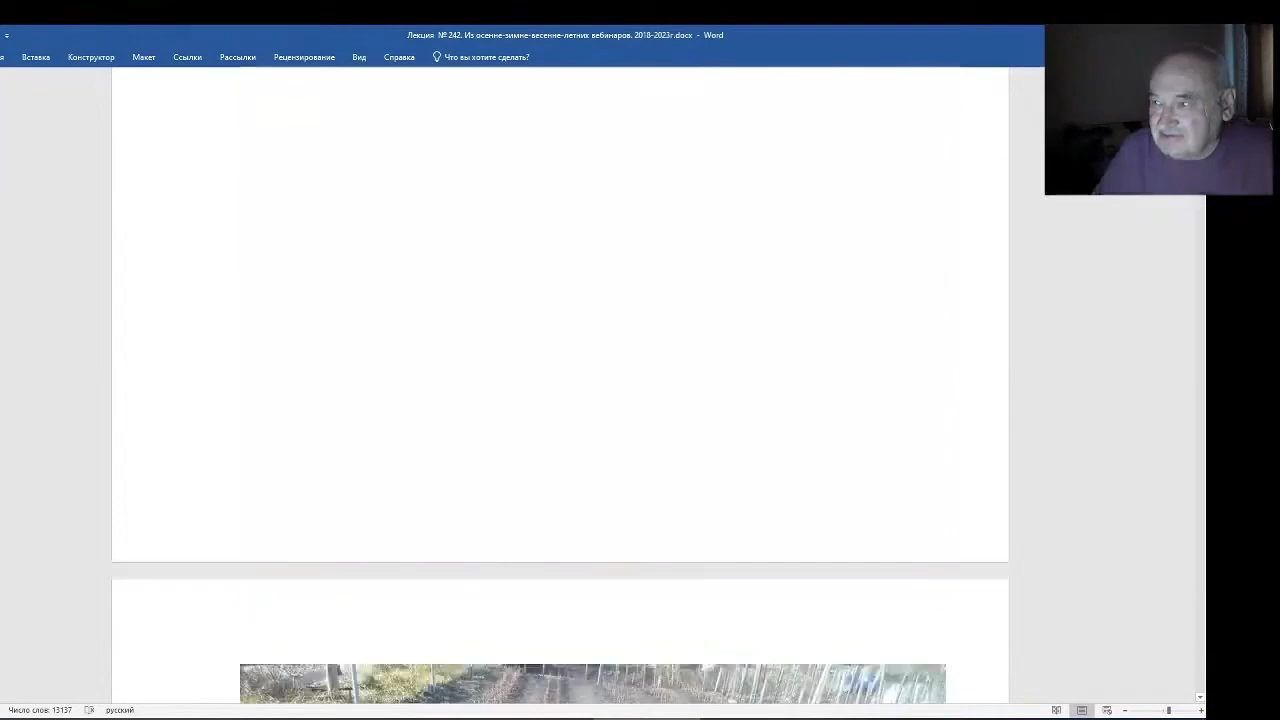 Лекция № 242. Из осенне-зимне-весенне-летних вебинаров. 2018-2023г.docx - Word
я Вставка Конструктор Макет Ссылки Рассылки Рецензирование Вид Справка Что вы хотите сделать?
Число слов: 13137 русский